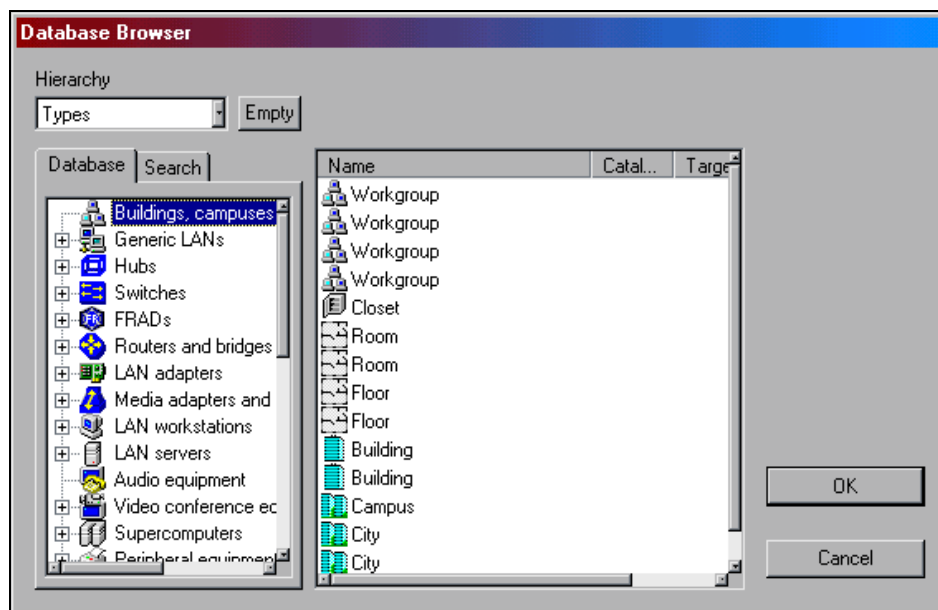 Database Browser
Hierarchy
Types
Empty
Database
Search
Buildings, campuses
Generic LANs
Hubs
Switches
FRADs
Routers and bridges
LAN adapters
Media adapters and
LAN workstations
LAN servers
Audio equipment
Video conference ec
Supercomputers
Peripheral equipmen
Name Catal... Targe
Workgroup
Workgroup
Workgroup
Workgroup
Closet
Room
Room
Floor
Floor
Building
Building
Campus
City
City
OK
Cancel